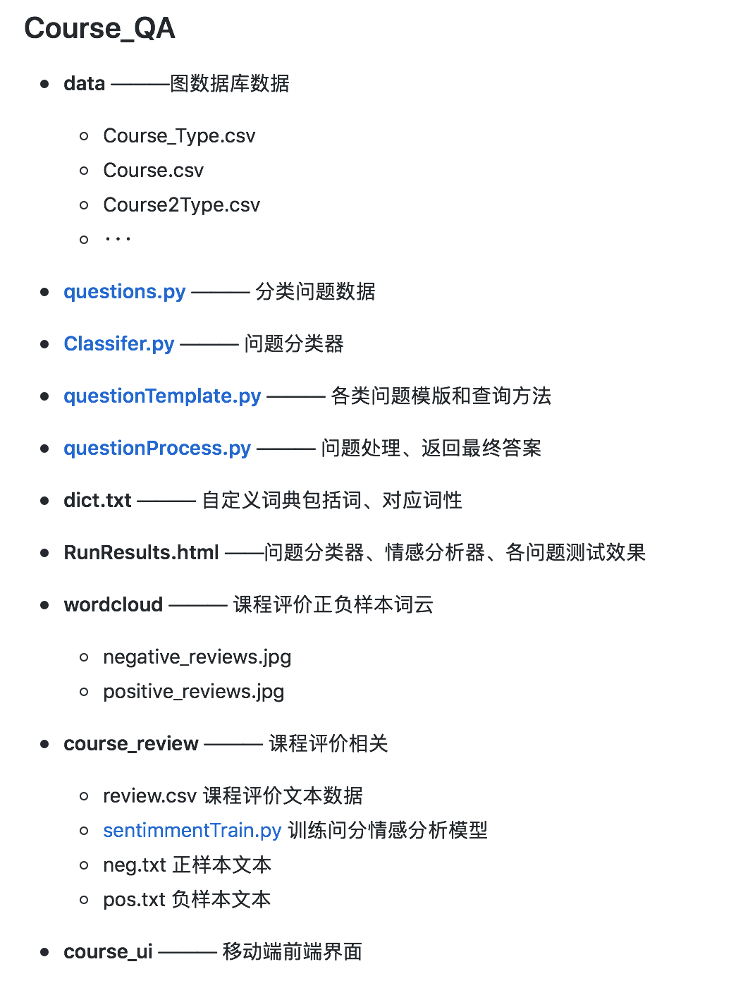 Course_QA
data ———图数据库数据
Course_Type.csv
Course.csv
Course2Type.csv
···
questions.py ——— 分类问题数据
Classifer.py ——— 问题分类器
questionTemplate.py ——— 各类问题模版和查询方法
questionProcess.py ——— 问题处理、返回最终答案
dict.txt ——— 自定义词典包括词、对应词性
RunResults.html ——问题分类器、情感分析器、各问题测试效果
wordcloud ——— 课程评价正负样本词云
negative_reviews.jpg
positive_reviews.jpg
course_review ——— 课程评价相关
review.csv 课程评价文本数据
sentimmentTrain.py 训练问分情感分析模型
neg.txt 正样本文本
pos.txt 负样本文本
course_ui ——— 移动端前端界面